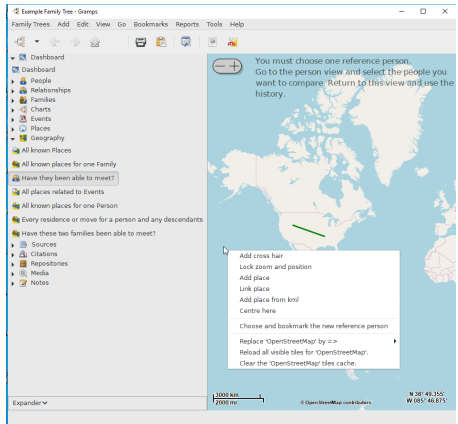 Example Family Tree - Gramps
Family Trees Add Edit View Go Bookmarks Reports Tools Help
Dashboard
Dashboard
People
Relationships
Families
Charts
Events
Places
Geography
All known Places
All known places for one Family
Have they been able to meet?
All places related to Events
All known places for one Person
Every residence or move for a person and any descendants
Have these two families been able to meet?
Sources
Citations
Repositories
Media
Notes
Expander
You must choose one reference person.
Go to the person view and select the people you
want to compare. Return to this view and use the
history.
Add cross hair
Lock zoom and position
Add place
Link place
Add place from kml
Centre here
Choose and bookmark the new reference person
Replace 'OpenStreetMap' by =>
Reload all visible tiles for 'OpenStreetMap'.
Clear the 'OpenStreetMap' tiles cache.
3000 km
2000 mi
© OpenStreetMap contributors
N 38° 49.355'
W 085° 46.875'